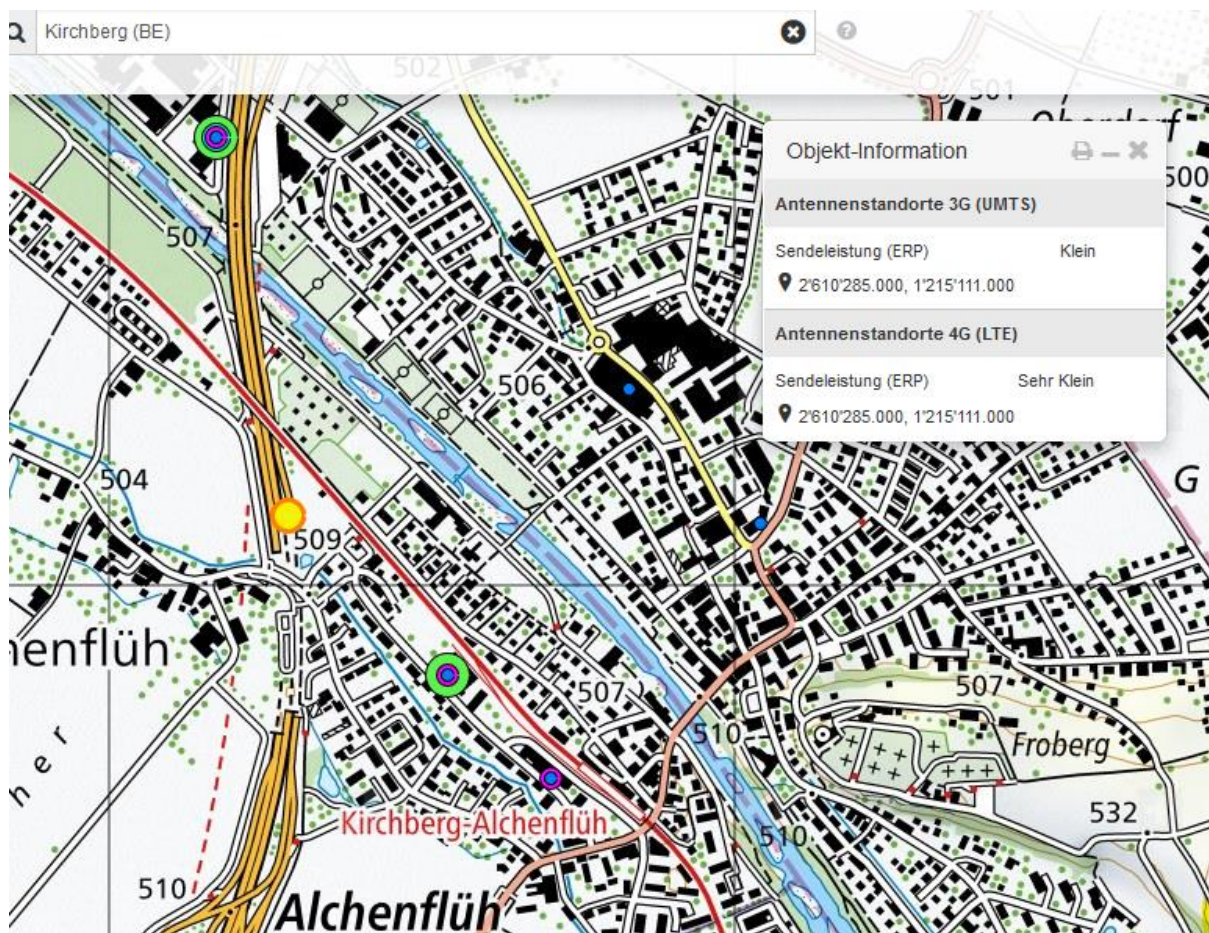 Kirchberg (BE)
502
501
Oberdorf
500
Objekt-Information
Antennenstandorte 3G (UMTS)
Sendeleistung (ERP) Klein
2'610'285.000, 1'215'111.000
Antennenstandorte 4G (LTE)
Sendeleistung (ERP) Sehr Klein
2'610'285.000, 1'215'111.000
507
506
504
G
509
henflüh
507
507
510
Froberg
h e r
Kirchberg-Alchenflüh
532
510
510
Alchenflüh